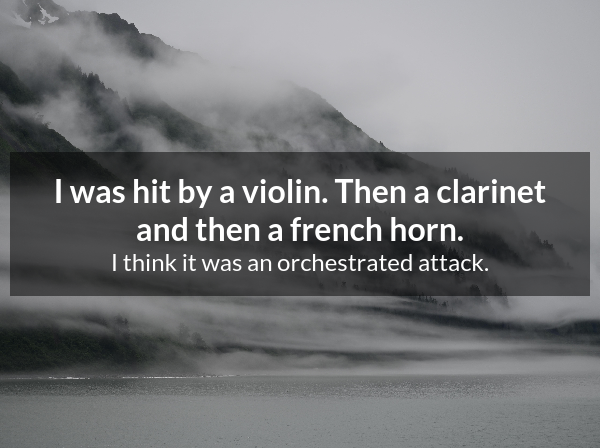 I was hit by a violin. Then a clarinet
and then a french horn.
I think it was an orchestrated attack.